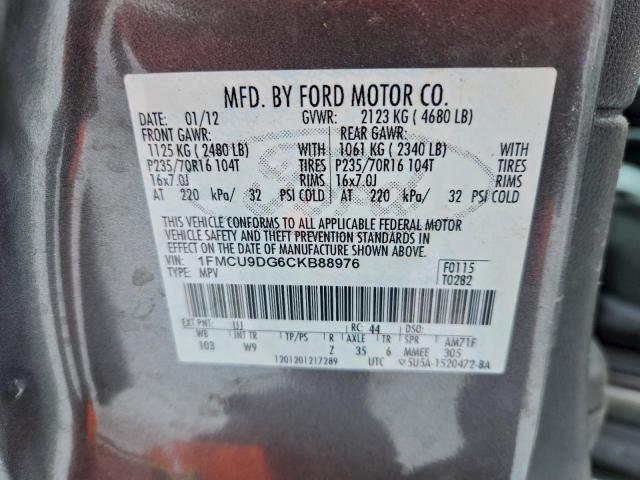 MFD. BY FORD MOTOR CO.
DATE: 01/12 GVWR: 2123 KG ( 4680 LB)
FRONT GAWR: REAR GAWR:
1125 KG ( 2480 LB) WITH 1061 KG ( 2340 LB) WITH
P235/70R16 104T TIRES P235/70R16 104T TIRES
16x7.0J RIMS 16x7.0J RIMS
AT 220 kPa/ 32 PSI COLD AT 220 kPa/ 32 PSI COLD
THIS VEHICLE CONFORMS TO ALL APPLICABLE FEDERAL MOTOR
VEHICLE SAFETY AND THEFT PREVENTION STANDARDS IN
EFFECT ON THE DATE OF MANUFACTURE SHOWN ABOVE.
VIN: 1FMCU9DG6CKB88976 F0115
TYPE: MPV T0282
EXT PNT: UJ RC: 44 DSO:
WB INT TR TP/PS R AXLE TR SPR AM71F
103 W9 Z 35 6 MMEE 305
1201201217289 UTC 5U5A-1520472-BA